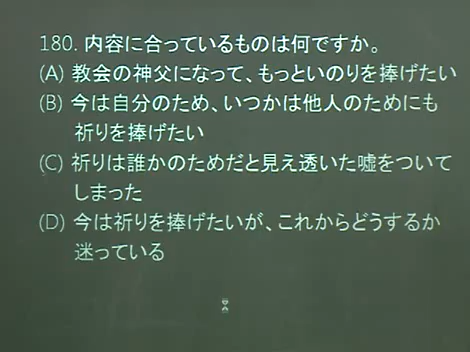 180. 内容に合っているものは何ですか。
(A) 教会の神父になって、もっといのりを捧げたい
(B) 今は自分のため、いつかは他人のためにも
祈りを捧げたい
(C) 祈りは誰かのためだと見え透いた嘘をついて
しまった
(D) 今は祈りを捧げたいが、これからどうするか
迷っている